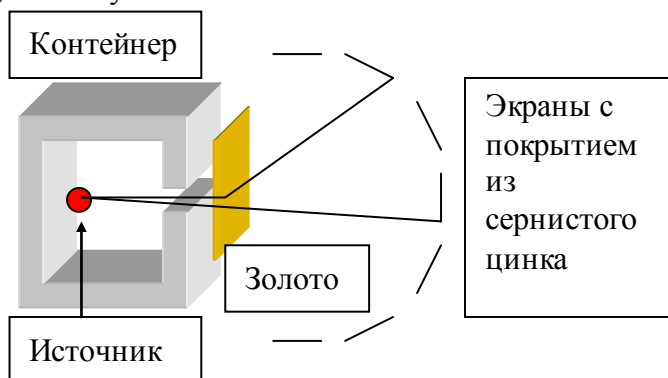 Контейнер
Экраны с
покрытием
из
сернистого
цинка
Золото
Источник